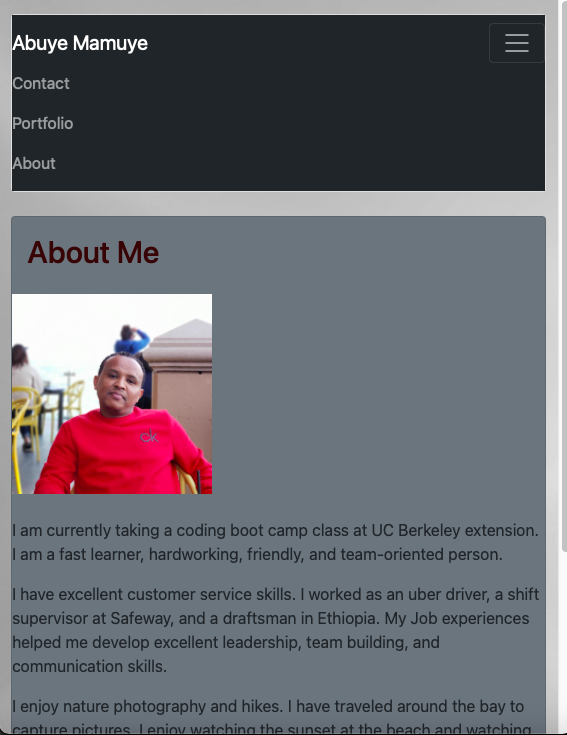 Abuye Mamuye
Contact
Portfolio
About
About Me
ck
I am currently taking a coding boot camp class at UC Berkeley extension.
I am a fast learner, hardworking, friendly, and team-oriented person.
I have excellent customer service skills. I worked as an uber driver, a shift
supervisor at Safeway, and a draftsman in Ethiopia. My Job experiences
helped me develop excellent leadership, team building, and
communication skills.
I enjoy nature photography and hikes. I have traveled around the bay to
capture pictures. I enjoy watching the sunset at the beach and watching